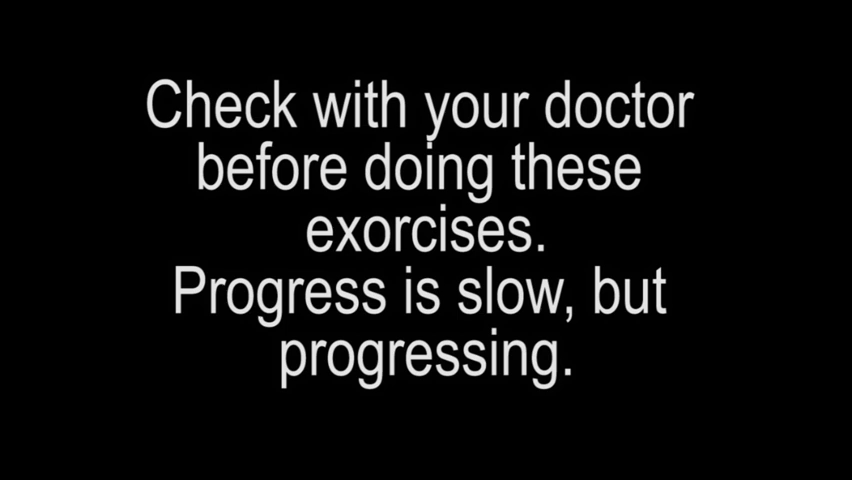 Check with your doctor
before doing these
exorcises.
Progress is slow, but
progressing.